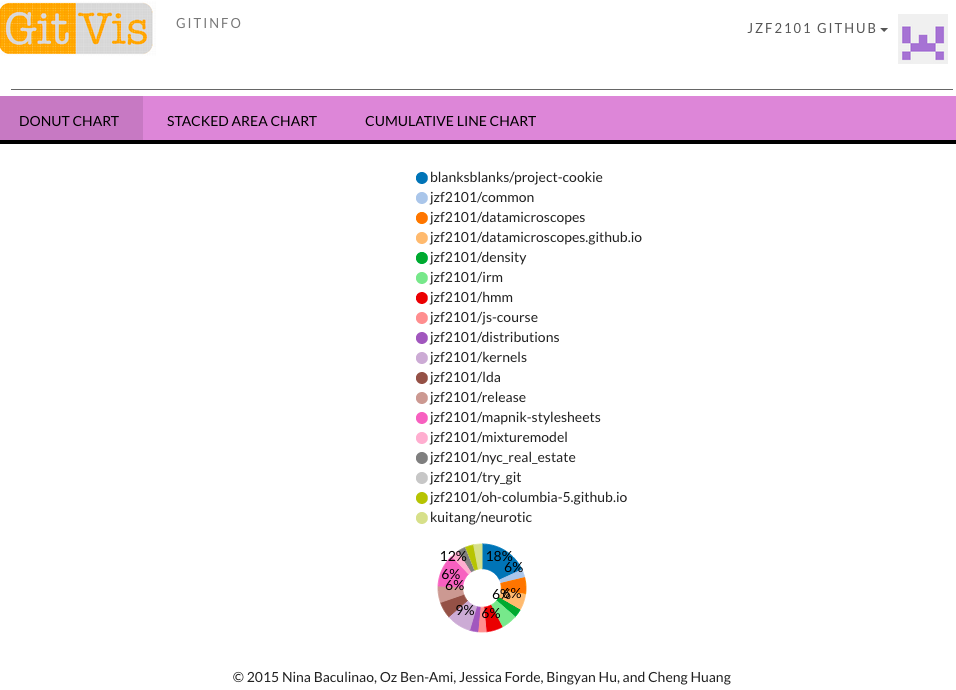 Git Vis
GITINFO
JZF2101 GITHUB
DONUT CHART
STACKED AREA CHART
CUMULATIVE LINE CHART
blanksblanks/project-cookie
jzf2101/common
jzf2101/datamicroscopes
jzf2101/datamicroscopes.github.io
jzf2101/density
jzf2101/irm
jzf2101/hmm
jzf2101/js-course
jzf2101/distributions
jzf2101/kernels
jzf2101/lda
jzf2101/release
jzf2101/mapnik-stylesheets
jzf2101/mixturemodel
jzf2101/nyc_real_estate
jzf2101/try_git
jzf2101/oh-columbia-5.github.io
kuitang/neurotic
12%
18%
6%
6%
6%
6%
6%
9%
6%
© 2015 Nina Baculinao, Oz Ben-Ami, Jessica Forde, Bingyan Hu, and Cheng Huang